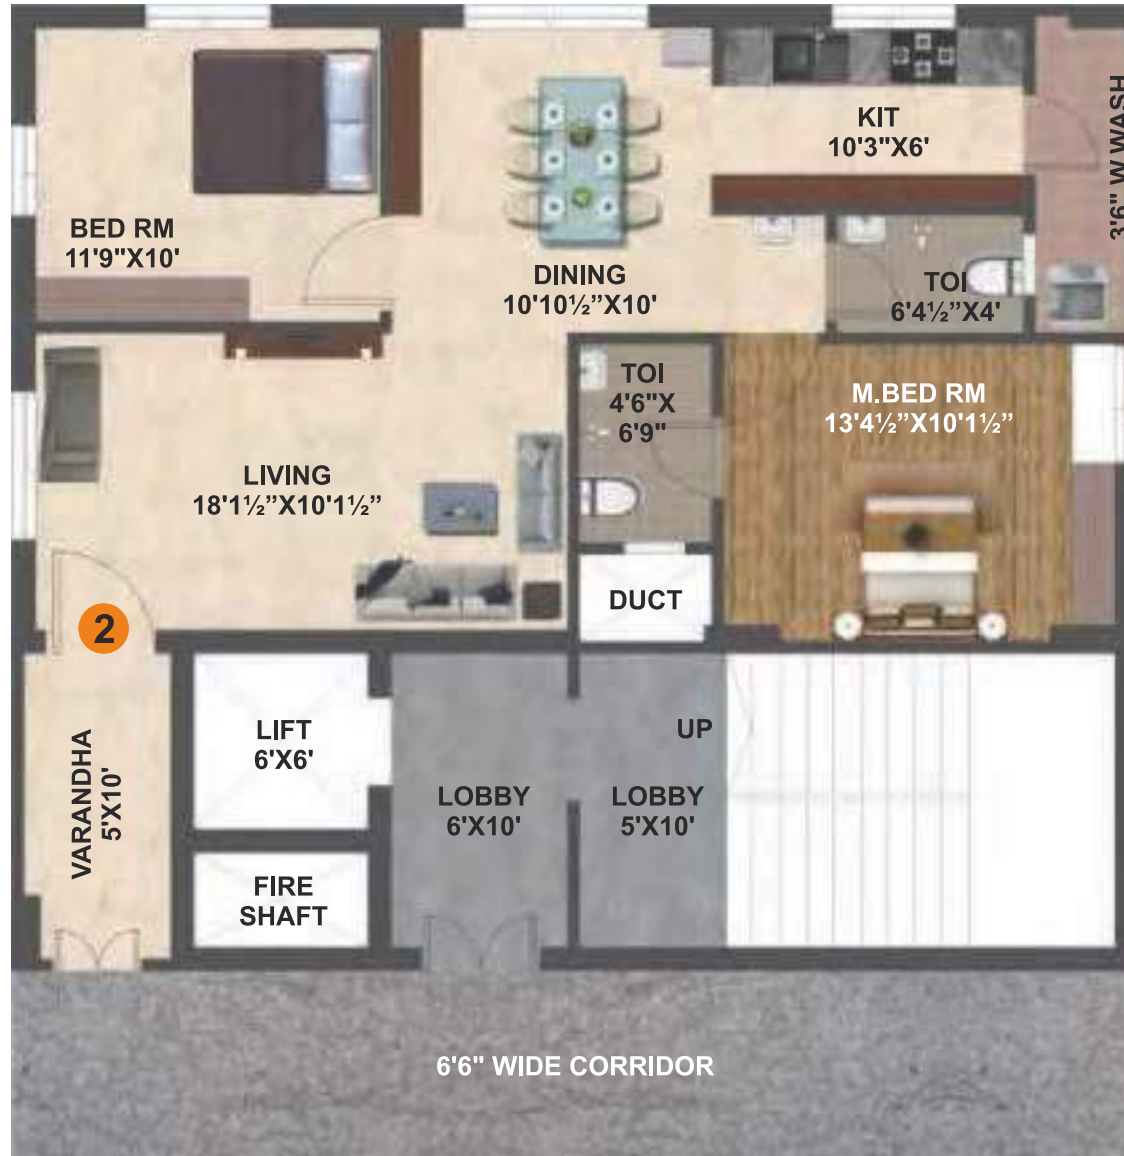 KIT
10'3"X6'
3'6" W WASH
BED RM
11'9"X10'
DINING
10'10½”X10'
TOI
6'4½”X4'
TOI
4'6"X
6'9"
M.BED RM
13'4½”X10'1½”
LIVING
18'1½”X10'1½”
DUCT
2
VARANDHA
5'X10'
LIFT
6'X6'
UP
LOBBY
6'X10'
LOBBY
5'X10'
FIRE
SHAFT
6'6" WIDE CORRIDOR